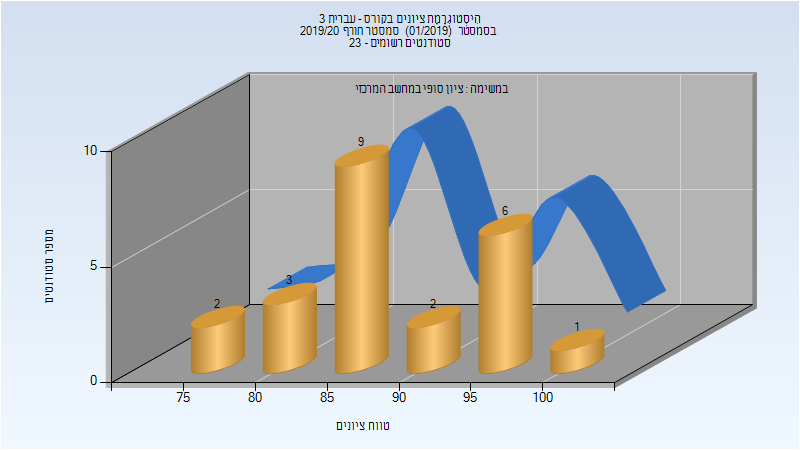 היסטוגרמת ציונים בקורס - עברית 3
בסמסטר (01/2019) סמסטר חורף 2019/20
סטודנטים רשומים - 23
במשימה : ציון סופי במחשב המרכזי
מספר סטודנטים
10
5
0
2
3
9
2
6
1
75
80
85
90
95
100
טווח ציונים